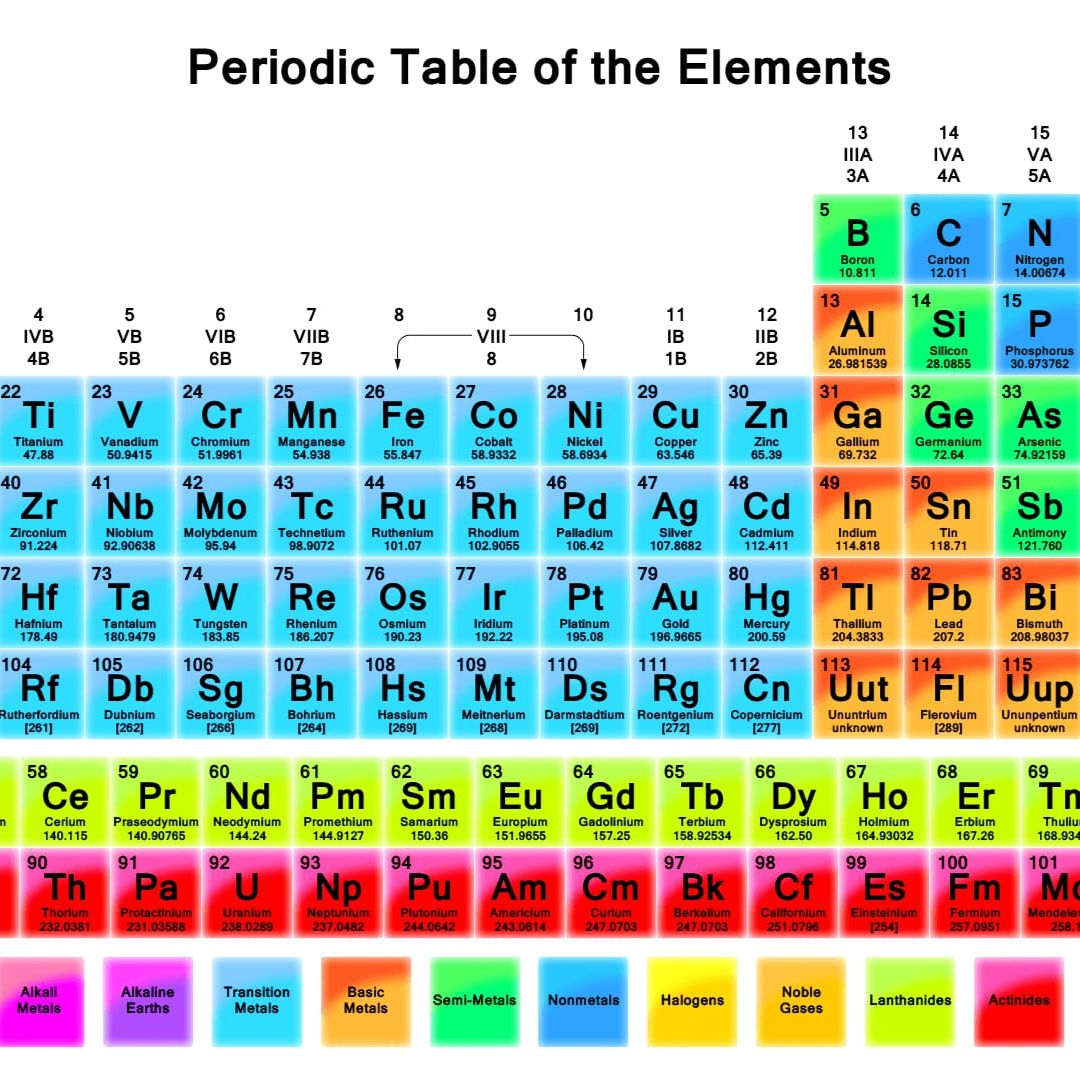 Periodic Table of the Elements
13 14 15
IIIA IVA VA
3A 4A 5A
5 6 7
B C N
Boron Carbon Nitrogen
10.811 12.011 14.00674
13 14 15
Al Si P
Aluminum Silicon Phosphorus
26.981539 28.0855 30.973762
4 5 6 7 8 9 10 11 12
IVB VB VIB VIIB VIII IB IIB
4B 5B 6B 7B 8 1B 2B
22 23 24 25 26 27 28 29 30 31 32 33
Ti V Cr Mn Fe Co Ni Cu Zn Ga Ge As
Titanium Vanadium Chromium Manganese Iron Cobalt Nickel Copper Zinc Gallium Germanium Arsenic
47.88 50.9415 51.9961 54.938 55.847 58.9332 58.6934 63.546 65.39 69.732 72.64 74.92159
40 41 42 43 44 45 46 47 48 49 50 51
Zr Nb Mo Tc Ru Rh Pd Ag Cd In Sn Sb
Zirconium Niobium Molybdenum Technetium Ruthenium Rhodium Palladium Silver Cadmium Indium Tin Antimony
91.224 92.90638 95.94 98.9072 101.07 102.9055 106.42 107.8682 112.411 114.818 118.71 121.760
72 73 74 75 76 77 78 79 80 81 82 83
Hf Ta W Re Os Ir Pt Au Hg Tl Pb Bi
Hafnium Tantalum Tungsten Rhenium Osmium Iridium Platinum Gold Mercury Thallium Lead Bismuth
178.49 180.9479 183.85 186.207 190.23 192.22 195.08 196.9665 200.59 204.3833 207.2 208.98037
104 105 106 107 108 109 110 111 112 113 114 115
Rf Db Sg Bh Hs Mt Ds Rg Cn Uut Fl Uup
Rutherfordium Dubnium Seaborgium Bohrium Hassium Meitnerium Darmstadtium Roentgenium Copernicium Ununtrium Flerovium Ununpentium
[261] [262] [266] [264] [269] [268] [269] [272] [277] unknown [289] unknown
58 59 60 61 62 63 64 65 66 67 68 69
Ce Pr Nd Pm Sm Eu Gd Tb Dy Ho Er
Cerium Praseodymium Neodymium Promethium Samarium Europium Gadolinium Terbium Dysprosium Holmium Erbium
140.115 140.90765 144.24 144.9127 150.36 151.9655 157.25 158.92534 162.50 164.93032 167.26 168.934
90 91 92 93 94 95 96 97 98 99 100 101
Th Pa U Np Pu Am Cm Bk Cf Es Fm
Thorium Protactinium Uranium Neptunium Plutonium Americium Curium Berkelium Californium Einsteinium Fermium
232.0381 231.03588 238.0289 237.0482 244.0642 243.0614 247.0703 247.0703 251.0796 [254] 257.0951 258.1
Alkali Alkaline Transition Basic Semi-Metals Nonmetals Halogens Noble Lanthanides Actinides
Metals Earths Metals Metals Gases